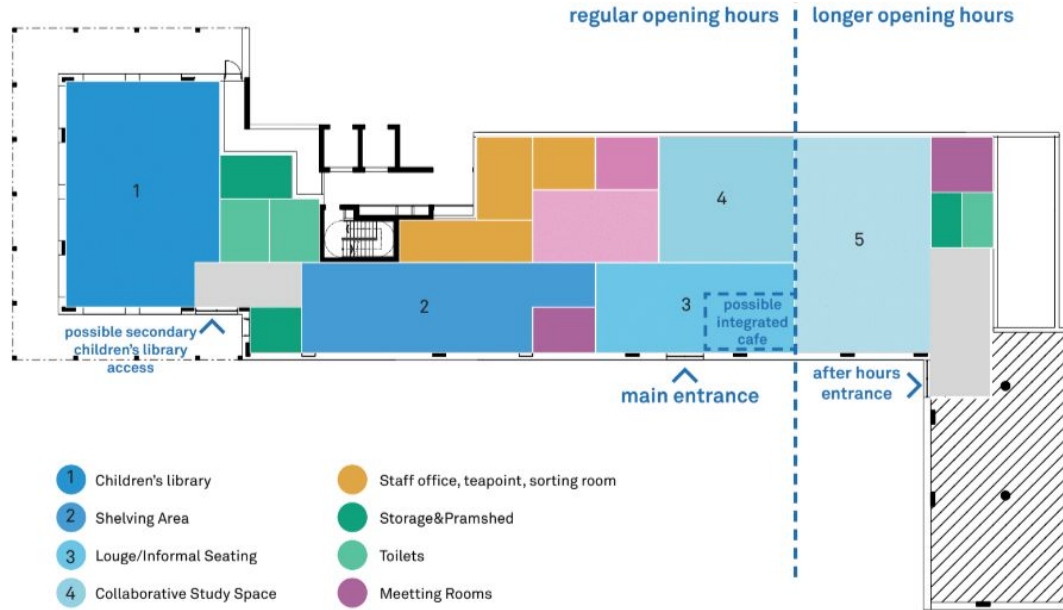 regular opening hours
longer opening hours
1
4
5
2
3
possible
integrated
cafe
possible secondary
children's library
access
main entrance
after hours
entrance
1 Children's library
2 Shelving Area
3 Louge/Informal Seating
4 Collaborative Study Space
Staff office, teapoint, sorting room
Storage&Pramshed
Toilets
Meetting Rooms